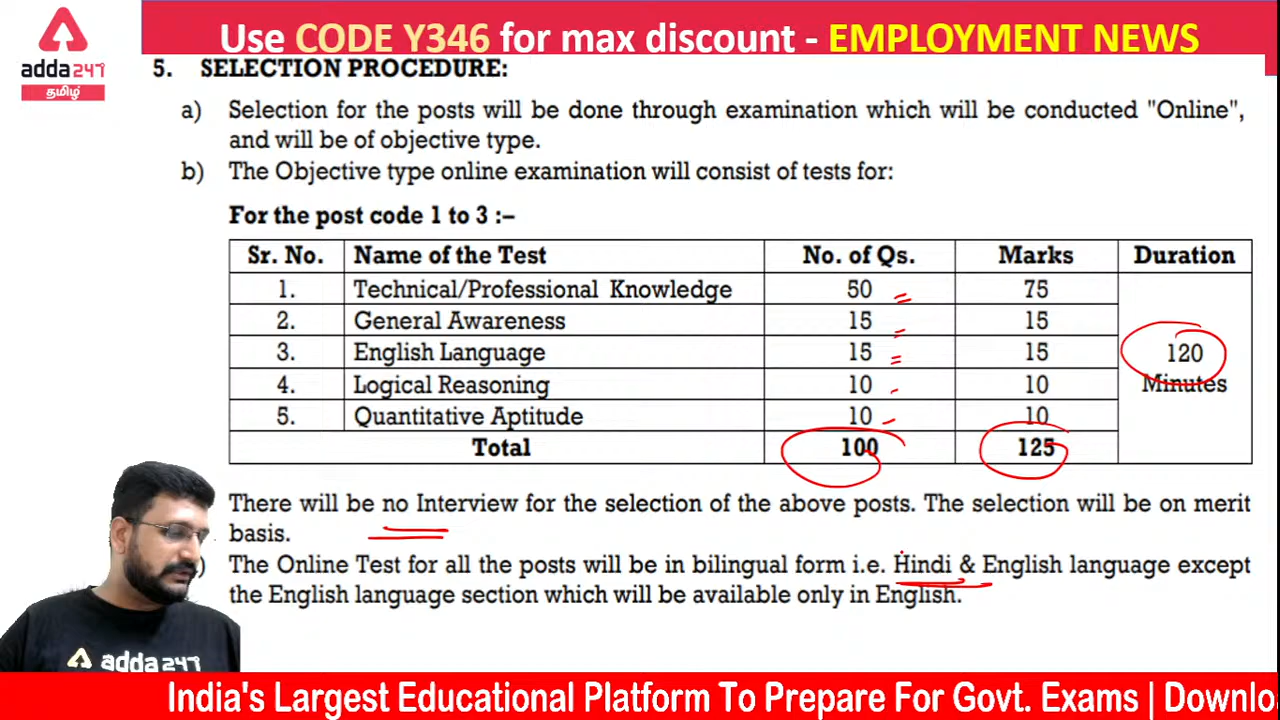 Use CODE Y346 for max discount - EMPLOYMENT NEWS
adda247
தமிழ்
5. SELECTION PROCEDURE:
a) Selection for the posts will be done through examination which will be conducted "Online",
and will be of objective type.
b) The Objective type online examination will consist of tests for:
For the post code 1 to 3 :–
Sr. No. Name of the Test No. of Qs. Marks Duration
1. Technical/Professional Knowledge 50 75
2. General Awareness 15 15
3. English Language 15 15 120
4. Logical Reasoning 10 10 Minutes
5. Quantitative Aptitude 10 10
Total 100 125
There will be no Interview for the selection of the above posts. The selection will be on merit
basis.
) The Online Test for all the posts will be in bilingual form i.e. Hindi & English language except
the English language section which will be available only in English.
adda247
India's Largest Educational Platform To Prepare For Govt. Exams | Downlo